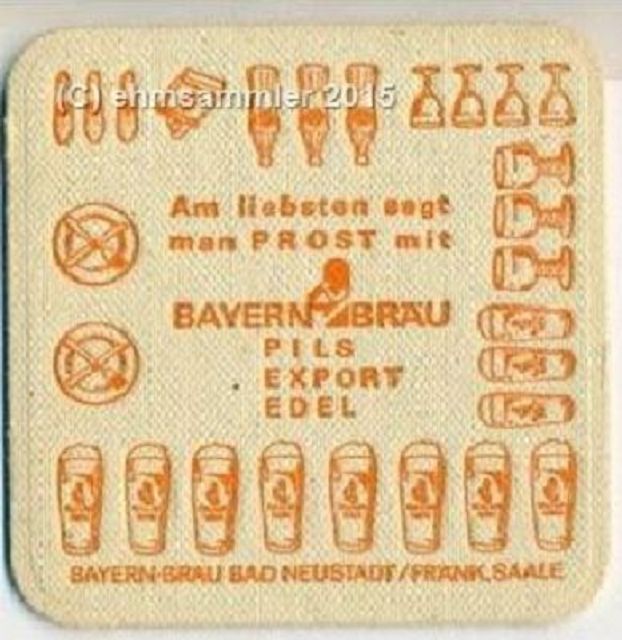 (C) ehmsammler 2015
Am liebsten sagt
man PROST mit
BAYERN BRÄU
PILS
EXPORT
EDEL
BAYERN-BRÄU BAD NEUSTADT/FRÄNK.SAALE